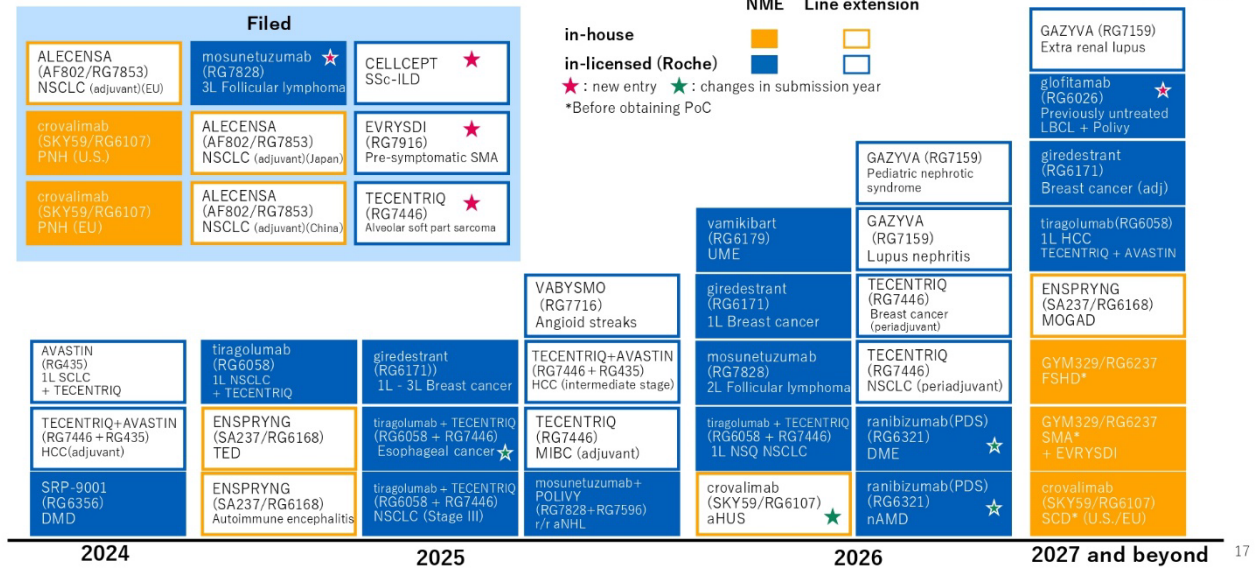 NME Line extension
in-house
in-licensed (Roche)
★ : new entry ★ : changes in submission year
*Before obtaining PoC
Filed
ALECENSA
(AF802/RG7853)
NSCLC (adjuvant)(EU)
crovalimab
(SKY59/RG6107)
PNH (U.S.)
crovalimab
(SKY59/RG6107)
PNH (EU)
mosunetuzumab
(RG7828)
3L Follicular lymphoma
ALECENSA
(AF802/RG7853)
NSCLC (adjuvant)(Japan)
ALECENSA
(AF802/RG7853)
NSCLC (adjuvant)(China)
CELLCEPT
SSc-ILD
EVRYSDI
(RG7916)
Pre-symptomatic SMA
TECENTRIQ
(RG7446)
Alveolar soft part sarcoma
AVASTIN
(RG435)
1L SCLC
+ TECENTRIQ
TECENTRIQ+AVASTIN
(RG7446 + RG435)
HCC(adjuvant)
SRP-9001
(RG6356)
DMD
tiragolumab
(RG6058)
1L NSCLC
+ TECENTRIQ
ENSPRYNG
(SA237/RG6168)
TED
ENSPRYNG
(SA237/RG6168)
Autoimmune encephalitis
giredestrant
(RG6171))
1L - 3L Breast cancer
tiragolumab + TECENTRIQ
(RG6058 + RG7446)
Esophageal cancer
tiragolumab + TECENTRIQ
(RG6058 + RG7446)
NSCLC (Stage III)
VABYSMO
(RG7716)
Angioid streaks
TECENTRIQ+AVASTIN
(RG7446 + RG435)
HCC (intermediate stage)
TECENTRIQ
(RG7446)
MIBC (adjuvant)
mosunetuzumab+
POLIVY
(RG7828+RG7596)
r/r aNHL
vamikibart
(RG6179)
UME
giredestrant
(RG6171)
1L Breast cancer
mosunetuzumab
(RG7828)
2L Follicular lymphoma
tiragolumab + TECENTRIQ
(RG6058 + RG7446)
1L NSQ NSCLC
crovalimab
(SKY59/RG6107)
aHUS
GAZYVA (RG7159)
Pediatric nephrotic
syndrome
GAZYVA
(RG7159)
Lupus nephritis
TECENTRIQ
(RG7446)
Breast cancer
(periadjuvant)
TECENTRIQ
(RG7446)
NSCLC (periadjuvant)
ranibizumab(PDS)
(RG6321)
DME
ranibizumab(PDS)
(RG6321)
nAMD
GAZYVA (RG7159)
Extra renal lupus
glofitamab
(RG6026)
Previously untreated
LBCL + Polivy
giredestrant
(RG6171)
Breast cancer (adj)
tiragolumab(RG6058)
1L HCC
TECENTRIQ + AVASTIN
ENSPRYNG
(SA237/RG6168)
MOGAD
GYM329/RG6237
FSHD*
GYM329/RG6237
SMA*
+ EVRYSDI
crovalimab
(SKY59/RG6107)
SCD* (U.S./EU)
2024 2025 2026 2027 and beyond
17